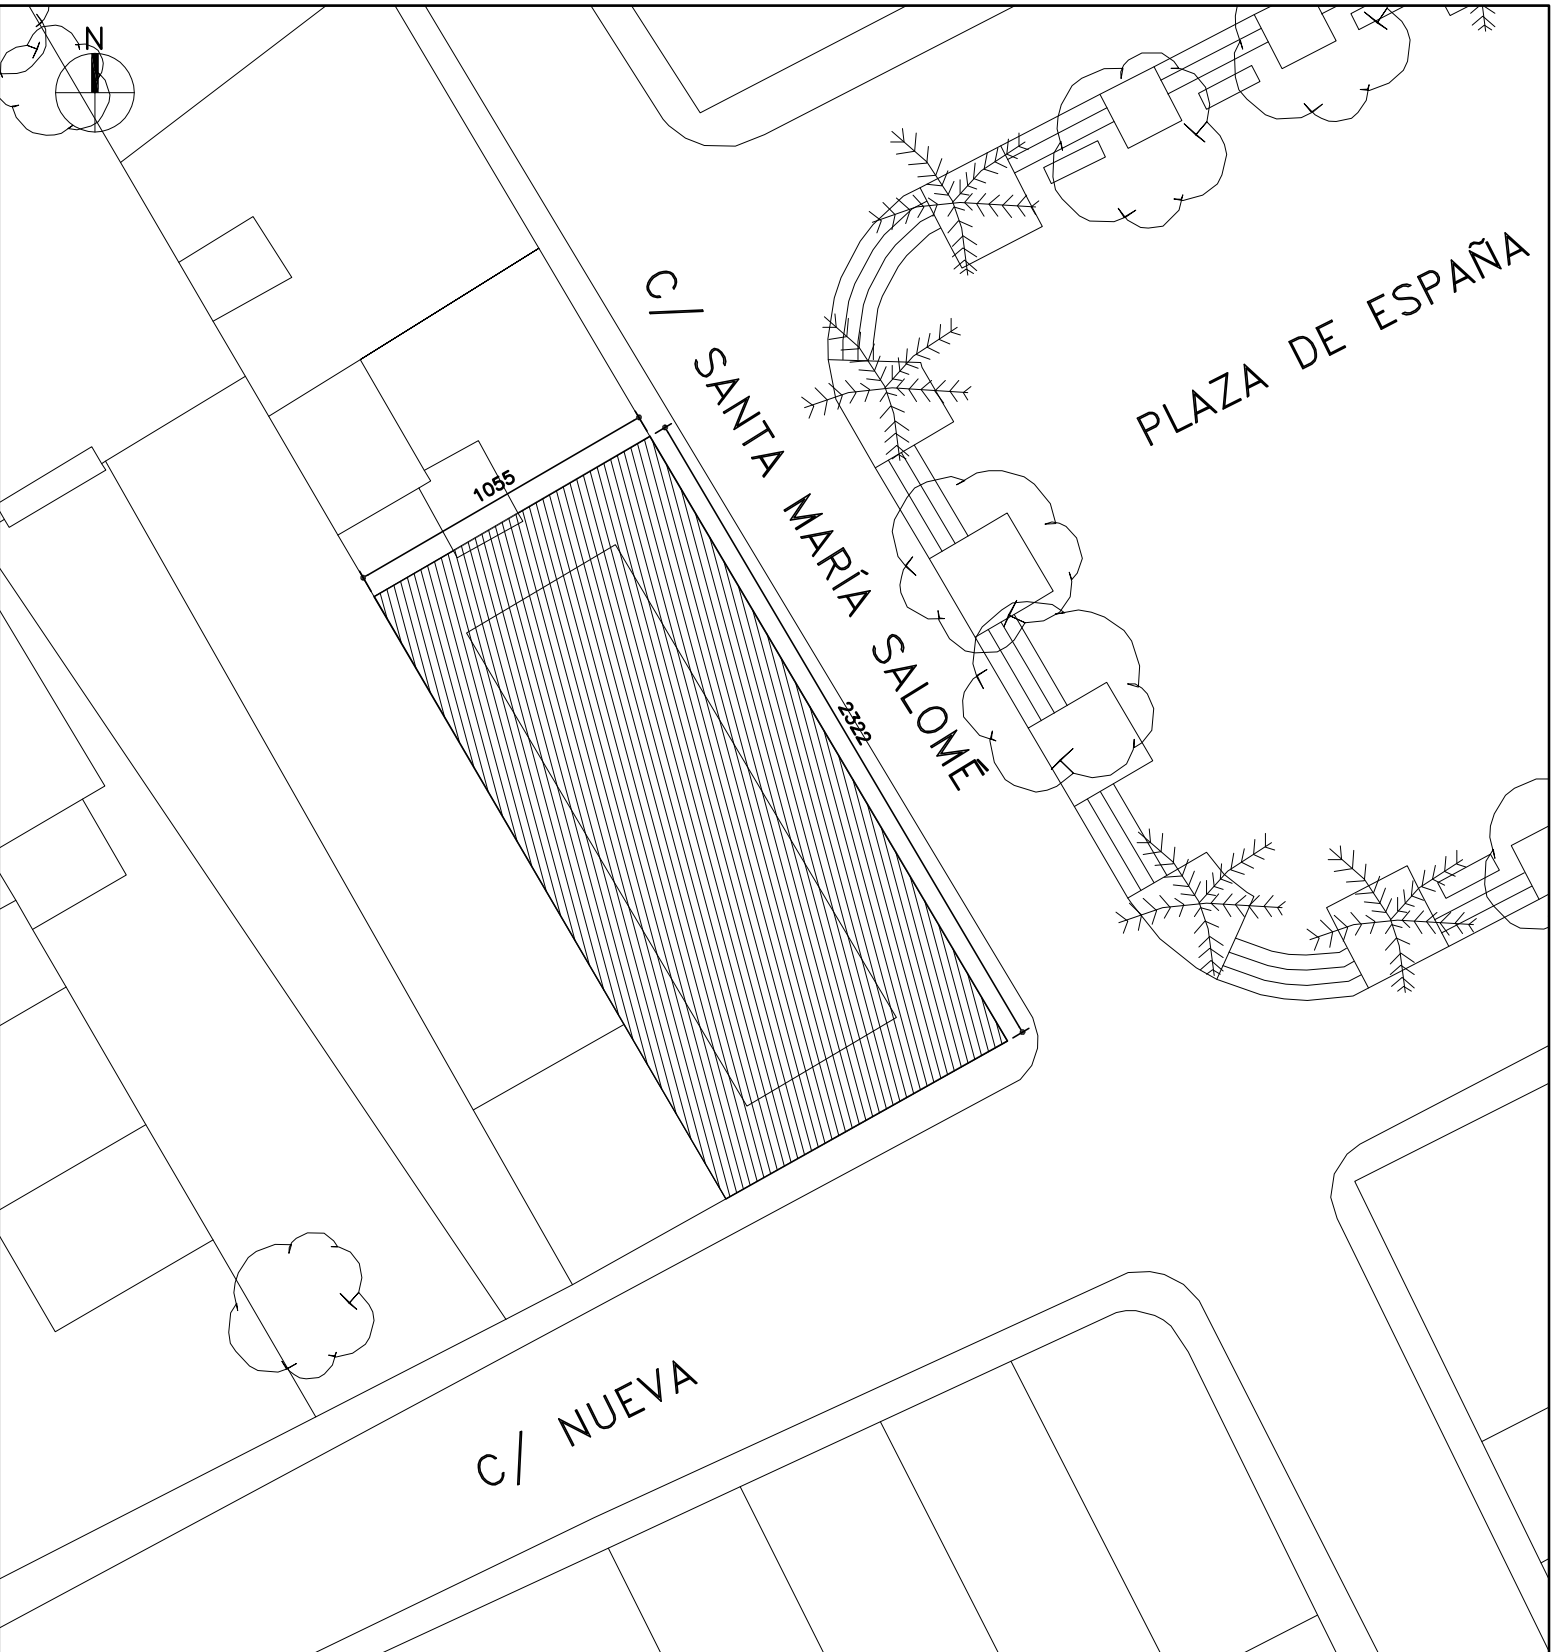 N
PLAZA DE ESPAÑA
C/ SANTA MARÍA SALOMÉ
1055
2322
C/ NUEVA